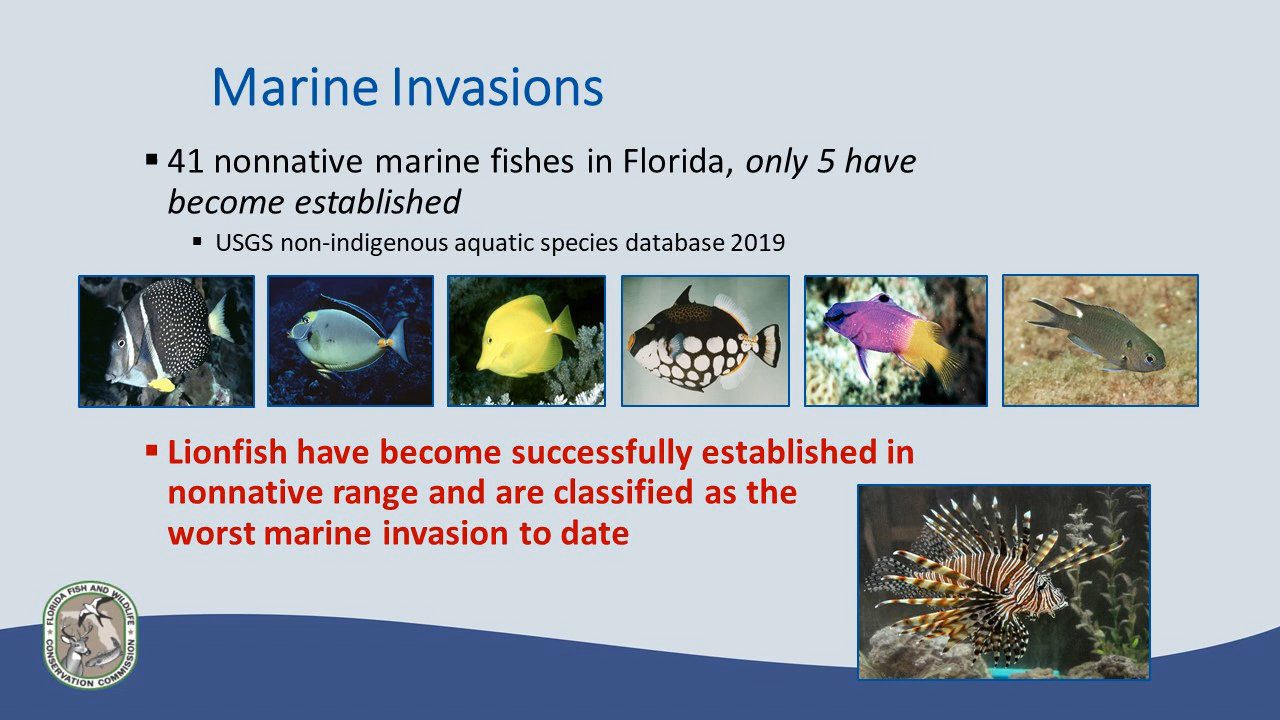 Marine Invasions
▪ 41 nonnative marine fishes in Florida, only 5 have
become established
▪ USGS non-indigenous aquatic species database 2019
▪ Lionfish have become successfully established in
nonnative range and are classified as the
worst marine invasion to date
FLORIDA FISH AND WILDLIFE
CONSERVATION COMMISSION